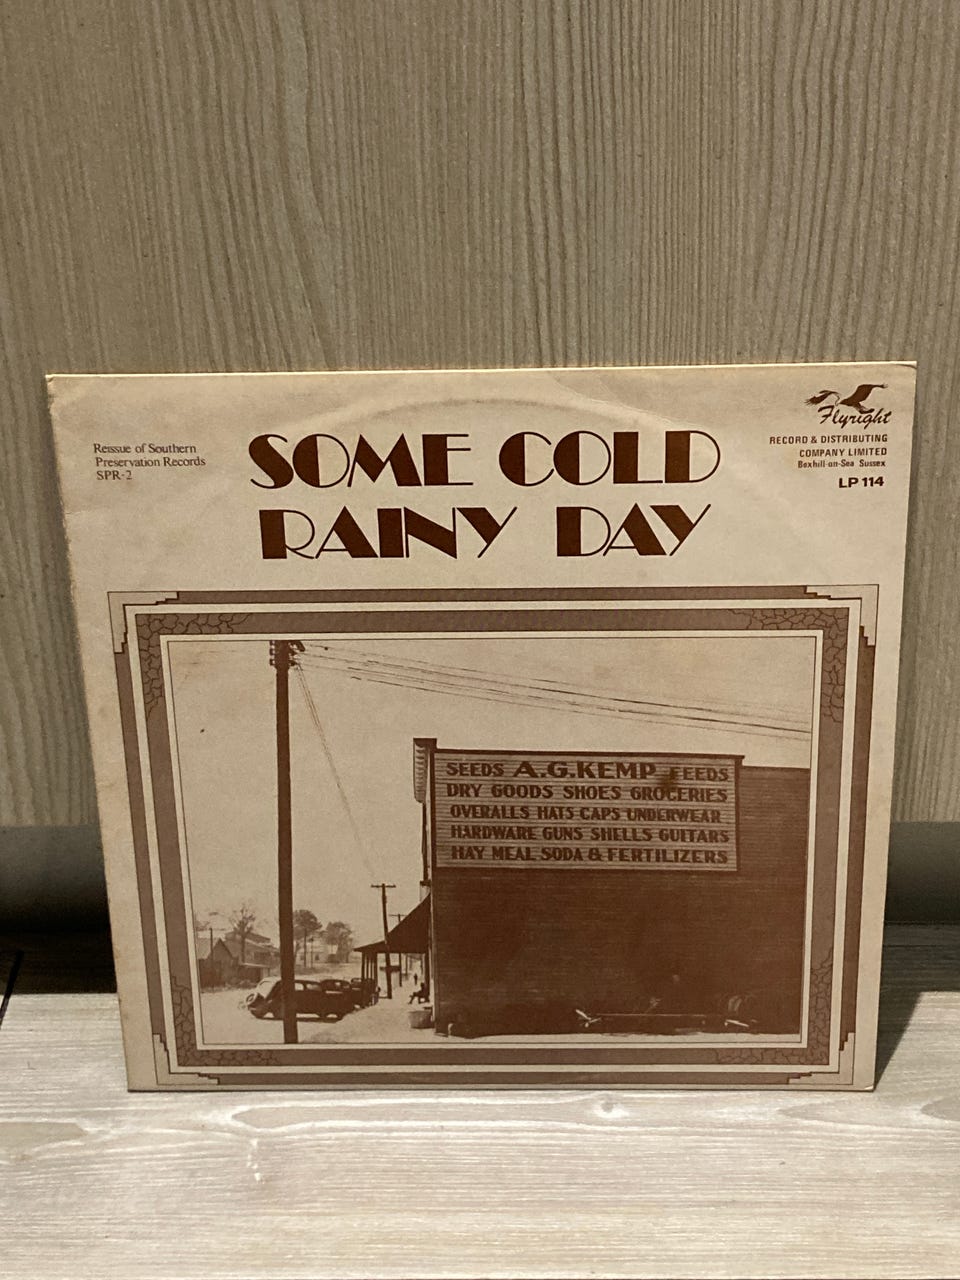 Reissue of Southern
Preservation Records
SPR-2
SOME COLD
RAINY DAY
Flyright
RECORD & DISTRIBUTING
COMPANY LIMITED
Bexhill-on-Sea Sussex
LP 114
SEEDS A.G.KEMP FEEDS
DRY GOODS SHOES GROCERIES
OVERALLS HATS CAPS UNDERWEAR
HARDWARE GUNS SHELLS GUITARS
HAY MEAL SODA & FERTILIZERS